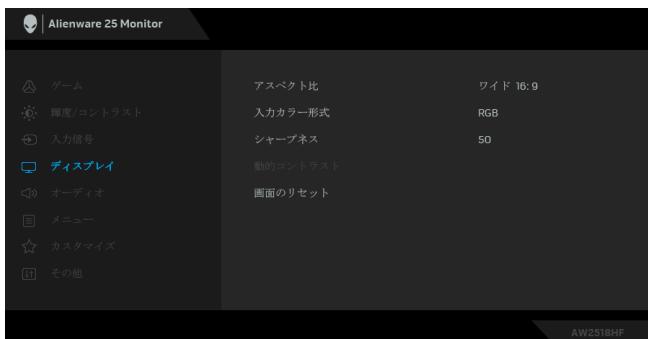 Alienware 25 Monitor
ゲーム
輝度/コントラスト
入力信号
ディスプレイ
オーディオ
メニュー
カスタマイズ
その他
アスペクト比 ワイド 16:9
入力カラー形式 RGB
シャープネス 50
動的コントラスト
画面のリセット
AW2518HF